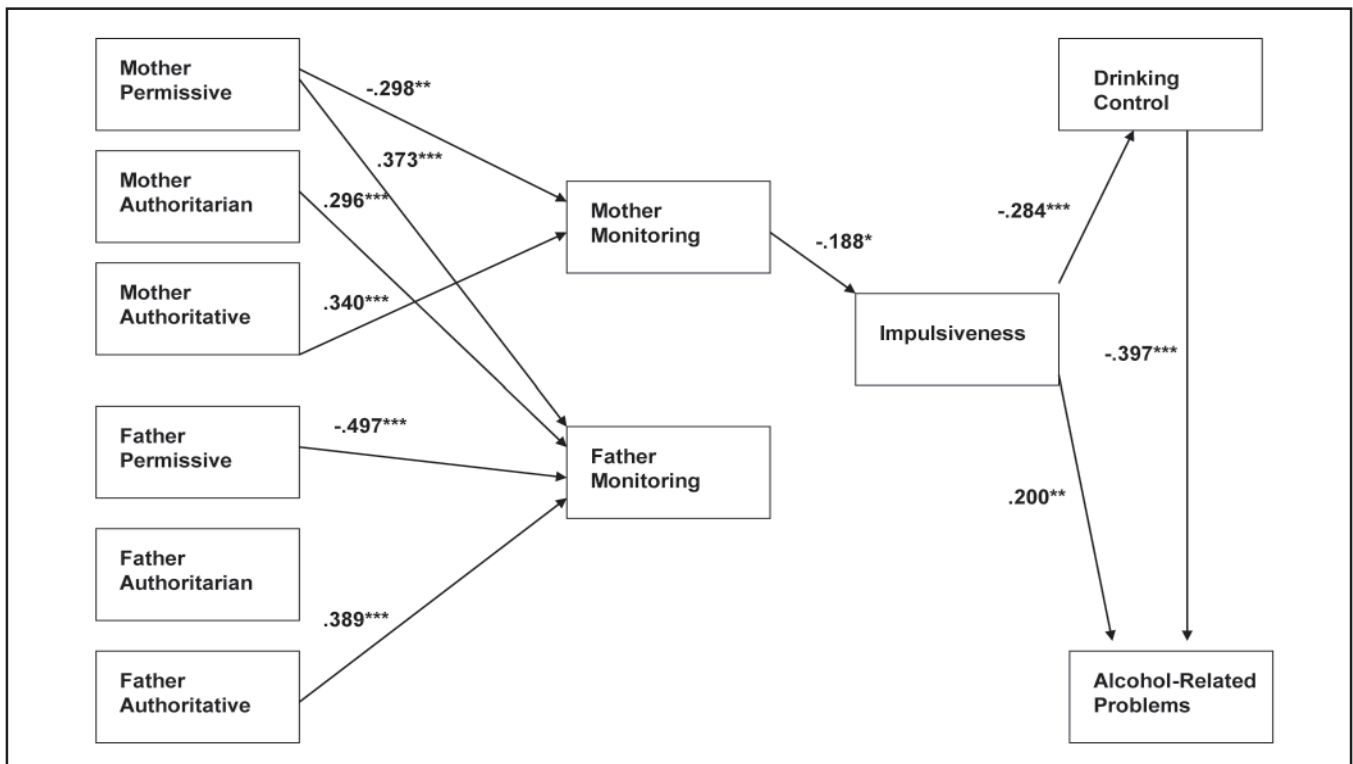 Mother
Permissive
Mother
Authoritarian
Mother
Authoritative
Father
Permissive
Father
Authoritarian
Father
Authoritative
-.298**
.373***
.296***
.340***
-.497***
.389***
Mother
Monitoring
Father
Monitoring
-.188*
Impulsiveness
-.284***
.200**
-.397***
Drinking
Control
Alcohol-Related
Problems